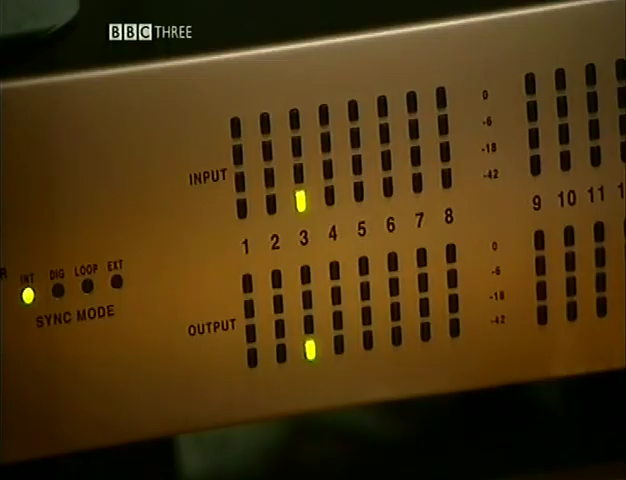 BBC THREE
0
-6
-18
-42
INPUT
1 2 3 4 5 6 7 8 9 10 11
R INT DIG LOOP EXT
SYNC MODE
0
-6
-18
-42
OUTPUT